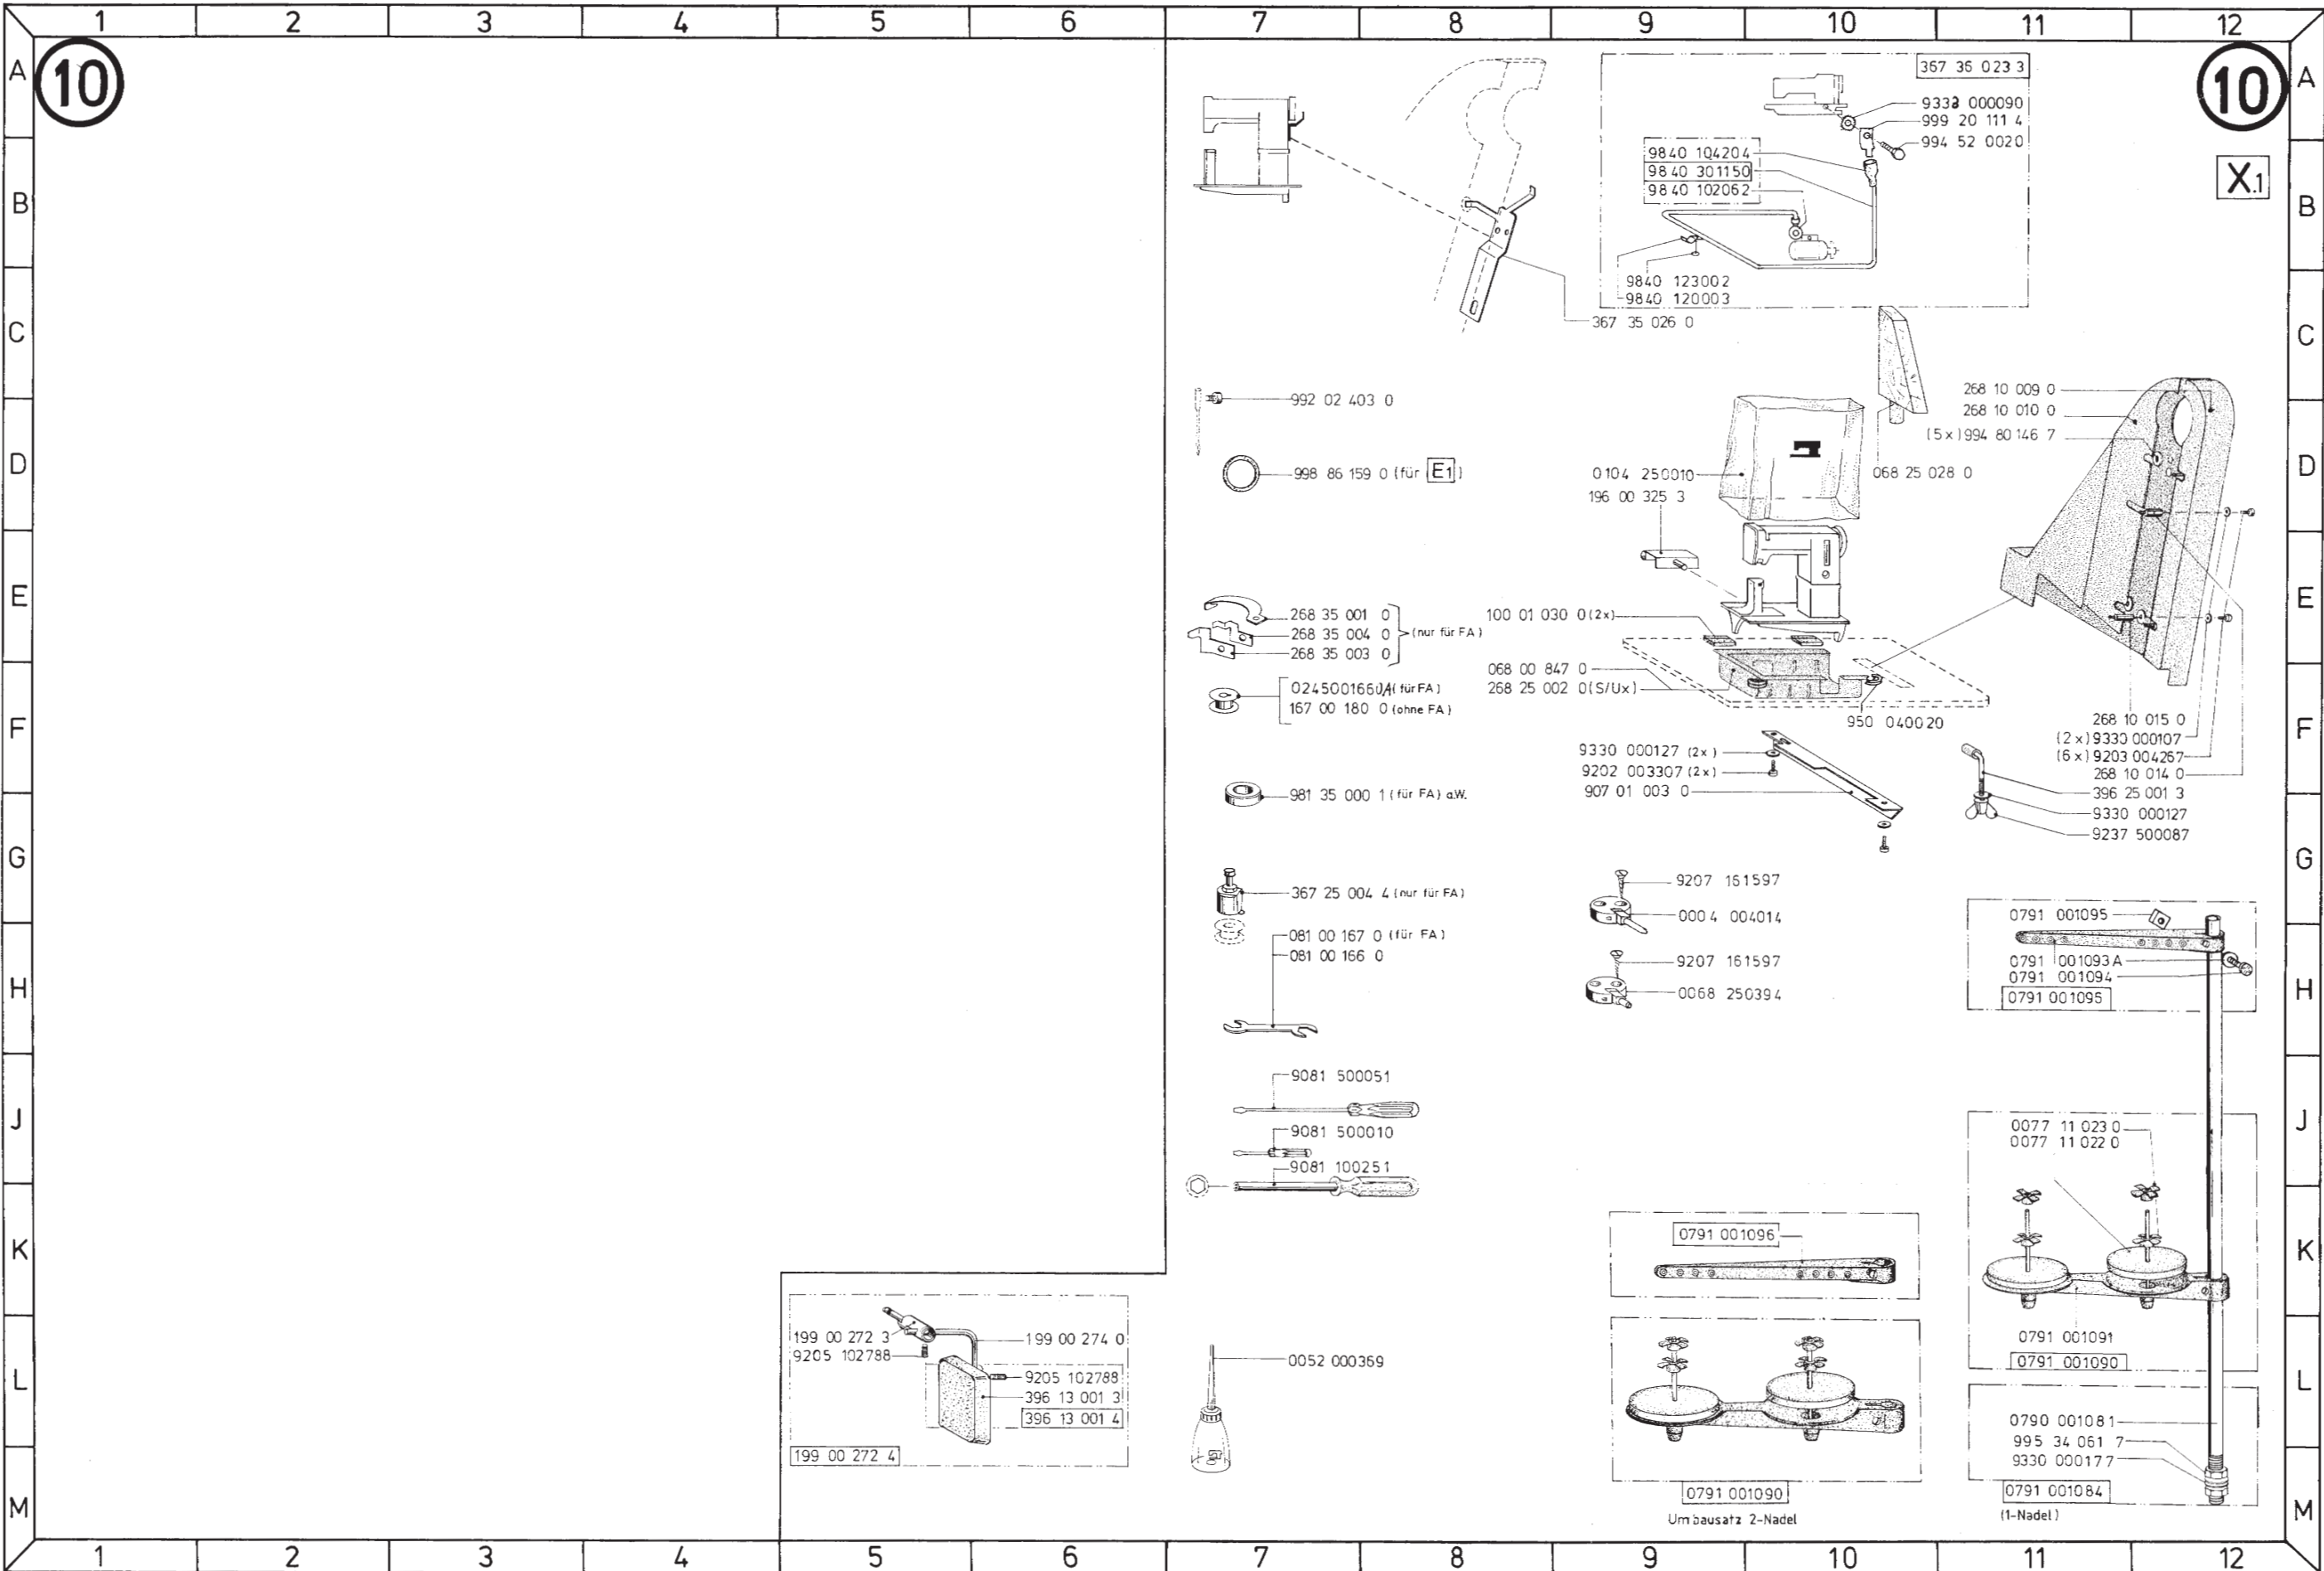 1 2 3 4 5 6 7 8 9 10 11 12
A A
10 10
X.1
B B
C C
D D
E E
F F
G G
H H
J J
K K
L L
M M
367 35 026 0
367 36 023 3
999 20 111 4
994 52 0020
9840 104204
9840 301150
9840 102062
9840 123002
9840 120003
992 02 403 0
998 86 159 0 (für E1)
268 35 001 0
268 35 004 0 (nur für FA)
268 35 003 0
0245001660A (für FA)
167 00 180 0 (ohne FA)
981 35 000 1 (für FA) a.W.
367 25 004 4 (nur für FA)
081 00 167 0 (für FA)
081 00 166 0
9081 500051
9081 500010
9081 100251
0052 000369
199 00 272 3
9205 102788
199 00 274 0
9205 102788
396 13 001 3
396 13 001 4
199 00 272 4
0104 250010
196 00 325 3
068 25 028 0
100 01 030 0 (2x)
068 00 847 0
268 25 002 0 (S/Ux)
950 040020
9330 000127 (2x)
9202 003307 (2x)
907 01 003 0
268 10 009 0
268 10 010 0
(5x) 994 80 146 7
268 10 015 0
(2x) 9330 000107
(6x) 9203 004267
268 10 014 0
396 25 001 3
9330 000127
9237 500087
9207 161597
0004 004014
9207 161597
0068 250394
0791 001095
0791 001093A
0791 001094
0791 001095
0077 11 023 0
0077 11 022 0
0791 001091
0791 001090
0790 001081
995 34 061 7
9330 000177
0791 001084
(1-Nadel)
0791 001096
0791 001090
Umbausatz 2-Nadel
1 2 3 4 5 6 7 8 9 10 11 12